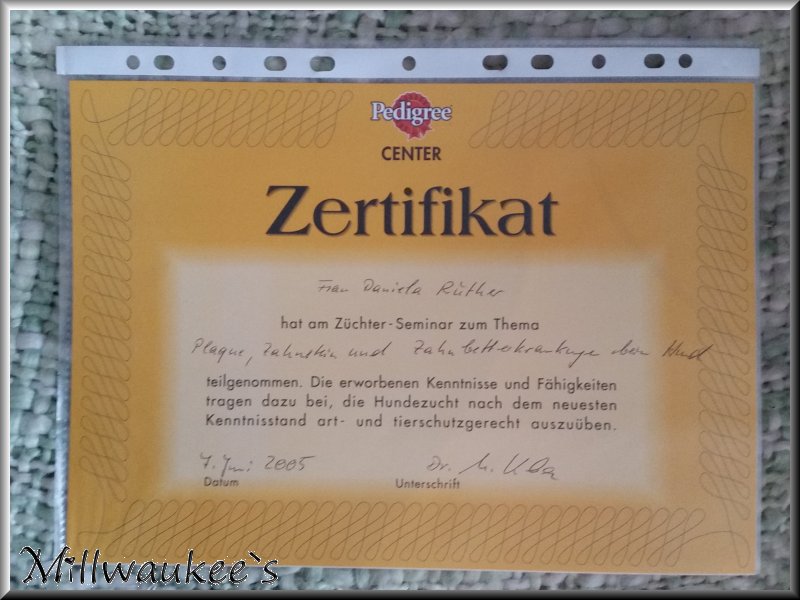 Pedigree
CENTER
Zertifikat
Frau Daniela Rüther
hat am Züchter-Seminar zum Thema
Plaque, Zahnstein und Zahnbetterkrankungen beim Hund
teilgenommen. Die erworbenen Kenntnisse und Fähigkeiten
tragen dazu bei, die Hundezucht nach dem neuesten
Kenntnisstand art- und tierschutzgerecht auszuüben.
7. Juni 2005 Dr. M.
Datum Unterschrift
Millwaukee`s